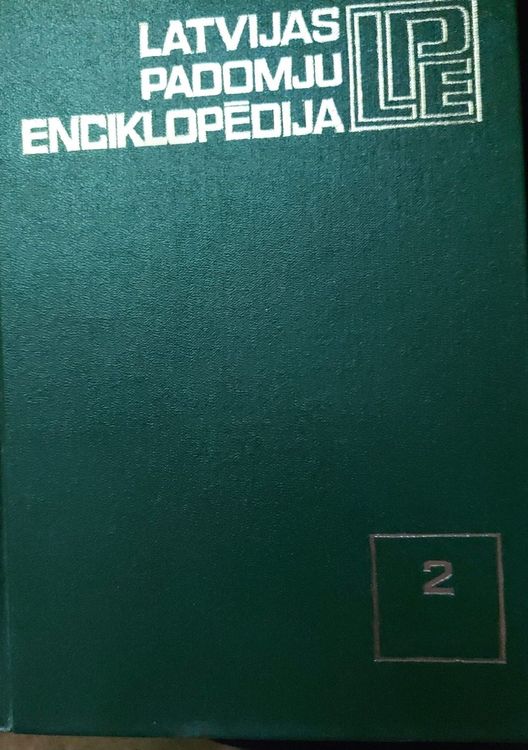 LATVIJAS
PADOMJU
ENCIKLOPĒDIJA
LPE
2